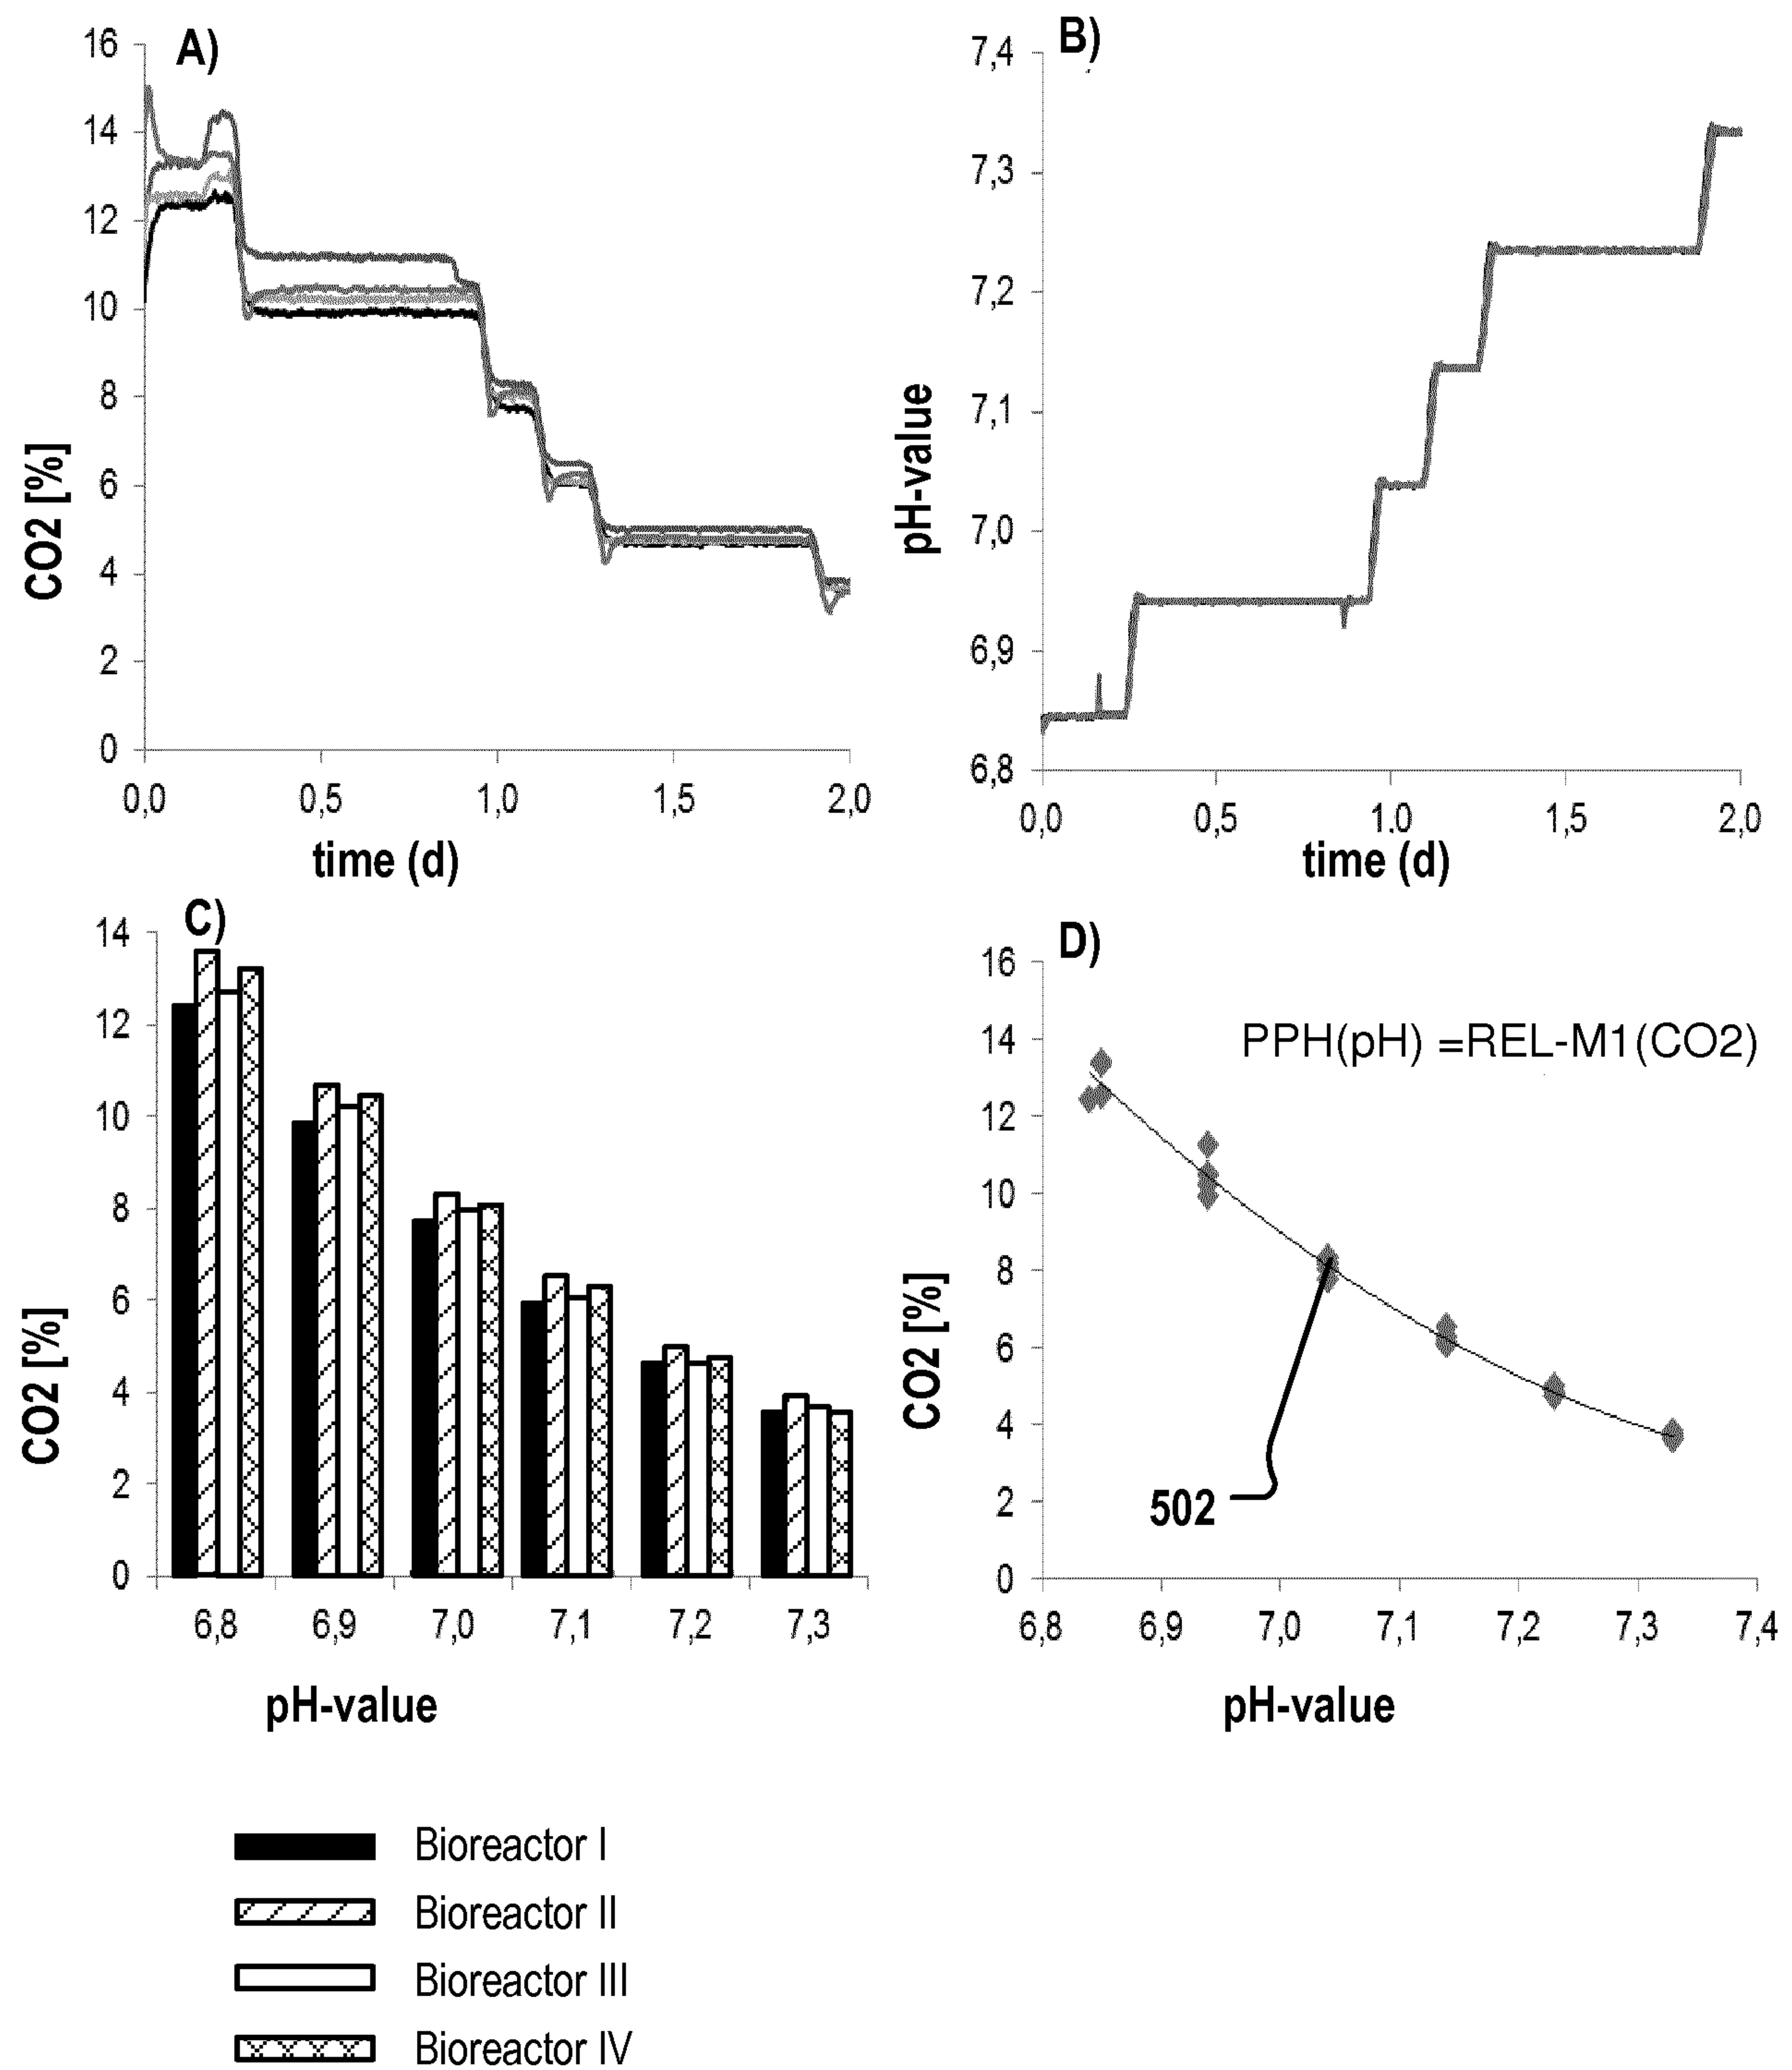 A)
16
14
12
10
8
6
4
2
0
CO2 [%]
0,0 0,5 1,0 1,5 2,0
time (d)
B)
7,4
7,3
7,2
7,1
7,0
6,9
6,8
pH-value
0,0 0,5 1,0 1,5 2,0
time (d)
C)
14
12
10
8
6
4
2
0
CO2 [%]
6,8 6,9 7,0 7,1 7,2 7,3
pH-value
D)
PPH(pH) =REL-M1(CO2)
16
14
12
10
8
6
4
2
0
CO2 [%]
502
6,8 6,9 7,0 7,1 7,2 7,3 7,4
pH-value
Bioreactor I
Bioreactor II
Bioreactor III
Bioreactor IV